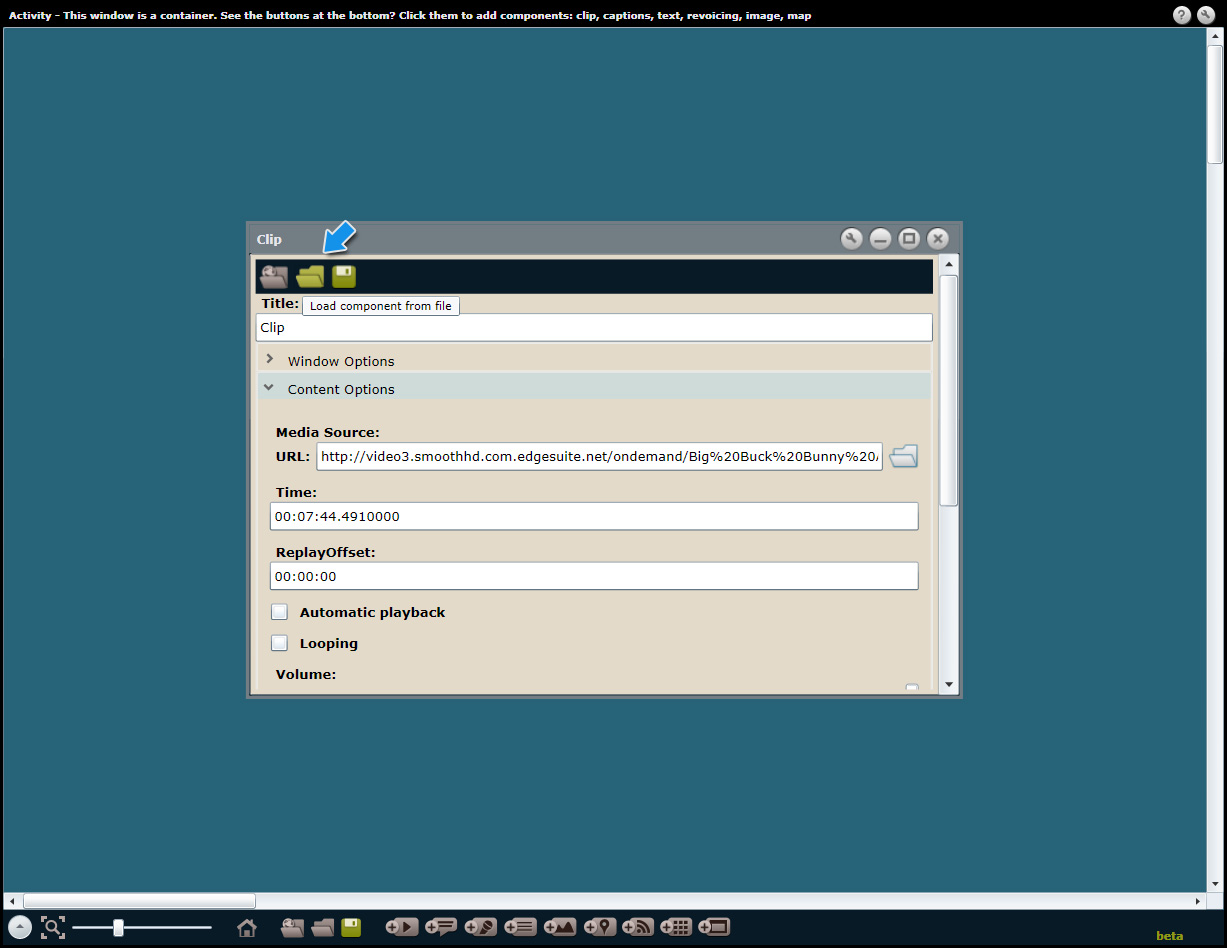 Activity - This window is a container. See the buttons at the bottom? Click them to add components: clip, captions, text, revoicing, image, map
?
Clip
Title:
Load component from file
Clip
Window Options
Content Options
Media Source:
URL: http://video3.smoothhd.com.edgesuite.net/ondemand/Big%20Buck%20Bunny%20
Time:
00:07:44.4910000
ReplayOffset:
00:00:00
Automatic playback
Looping
Volume:
beta